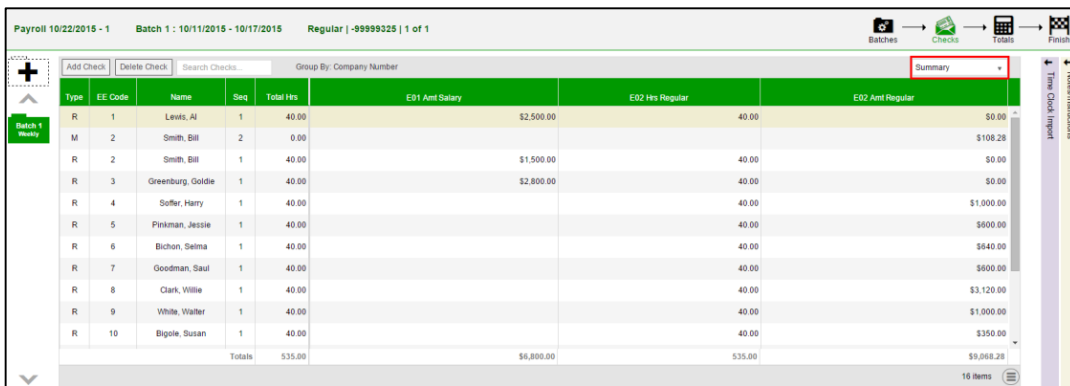 Payroll 10/22/2015 - 1 Batch 1 : 10/11/2015 - 10/17/2015 Regular | -99999325 | 1 of 1
Batches Checks Totals Finish
Add Check Delete Check Search Checks... Group By: Company Number Summary
Type EE Code Name Seq Total Hrs E01 Amt Salary E02 Hrs Regular E02 Amt Regular
R 1 Lewis, Al 1 40.00 $2,500.00 40.00 $0.00
Batch 1
Weekly
M 2 Smith, Bill 2 0.00 $108.28
R 2 Smith, Bill 1 40.00 $1,500.00 40.00 $0.00
R 3 Greenburg, Goldie 1 40.00 $2,800.00 40.00 $0.00
R 4 Soffer, Harry 1 40.00 40.00 $1,000.00
R 5 Pinkman, Jessie 1 40.00 40.00 $600.00
R 6 Bichon, Selma 1 40.00 40.00 $640.00
R 7 Goodman, Saul 1 40.00 40.00 $600.00
R 8 Clark, Willie 1 40.00 40.00 $3,120.00
R 9 White, Walter 1 40.00 40.00 $1,000.00
R 10 Bigole, Susan 1 40.00 40.00 $350.00
Totals 535.00 $6,800.00 535.00 $9,068.28
16 items
Time Clock Import